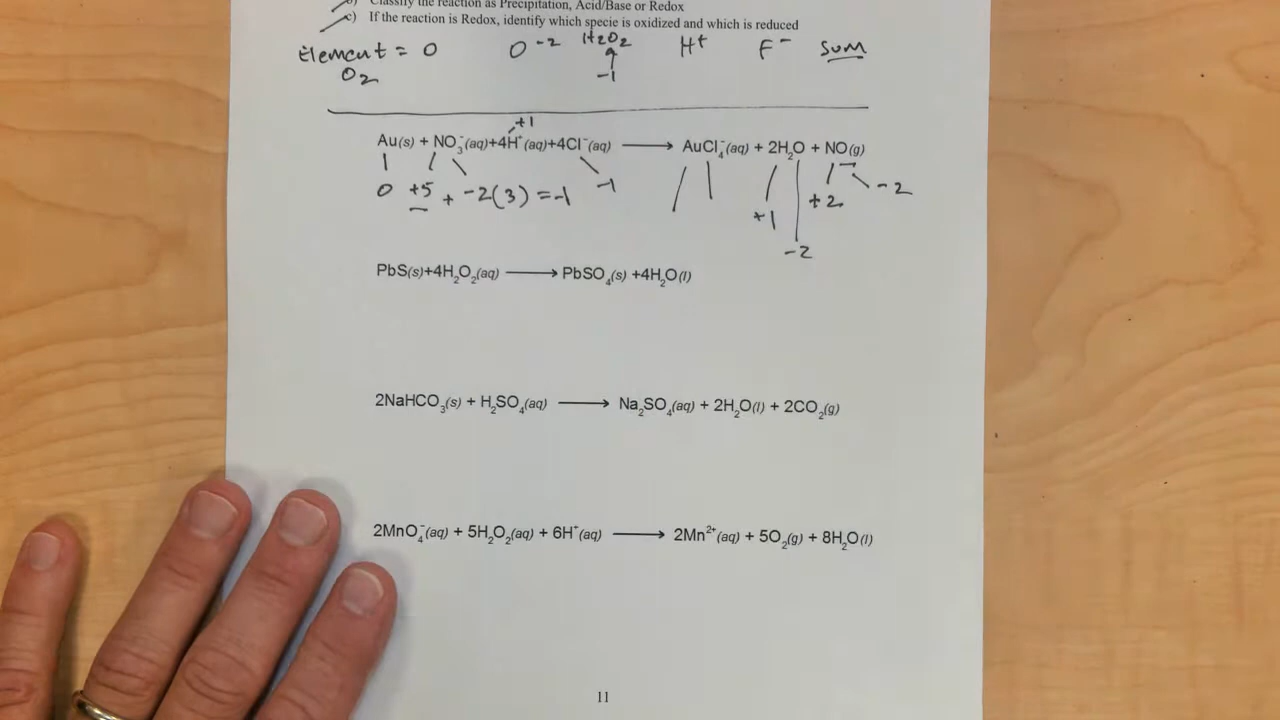 b) Classify the reaction as Precipitation, Acid/Base or Redox
c) If the reaction is Redox, identify which specie is oxidized and which is reduced
Element = 0 O⁻² H2O2 H⁺ F⁻ Sum
O₂ -1
+1
Au(s) + NO₃⁻(aq)+4H⁺(aq)+4Cl⁻(aq) ⟶ AuCl₄⁻(aq) + 2H₂O + NO(g)
0 +5 + -2(3) = -1 -1 +1 -2 +2 -2
PbS(s)+4H₂O₂(aq) ⟶ PbSO₄(s) +4H₂O(l)
2NaHCO₃(s) + H₂SO₄(aq) ⟶ Na₂SO₄(aq) + 2H₂O(l) + 2CO₂(g)
2MnO₄⁻(aq) + 5H₂O₂(aq) + 6H⁺(aq) ⟶ 2Mn²⁺(aq) + 5O₂(g) + 8H₂O(l)
11